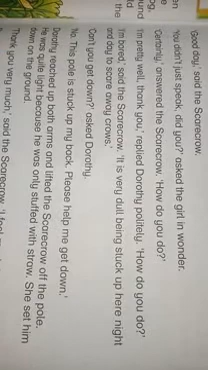 Good day,' said the Scarecrow.
'You didn't just speak, did you?' asked the girl in wonder.
'Certainly,' answered the Scarecrow. 'How do you do?'
'I'm pretty well, thank you,' replied Dorothy politely. 'How do you do?'
'I'm bored,' said the Scarecrow. 'It is very dull being stuck up here night
and day to scare away crows.'
'Can't you get down?' asked Dorothy.
'No. This pole is stuck up my back. Please help me get down.'
Dorothy reached up both arms and lifted the Scarecrow off the pole.
He was quite light because he was only stuffed with straw. She set him
down on the ground.
'Thank you very much,' said the Scarecrow.